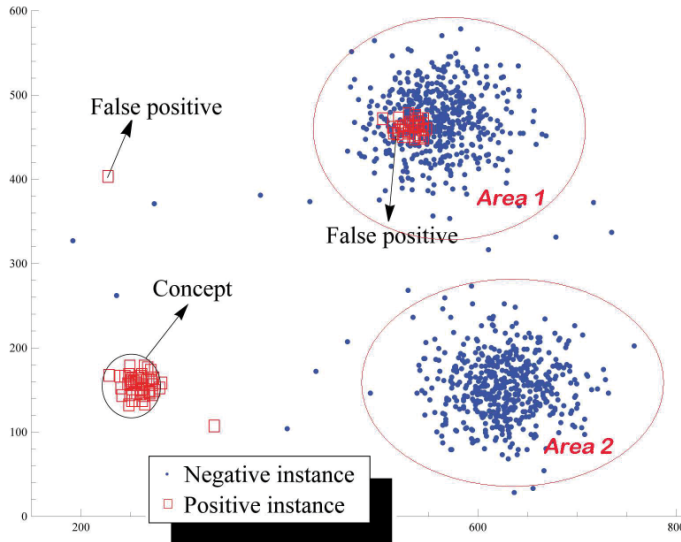 600
500
400
300
200
100
0
200
400
600
800
False positive
Area 1
False positive
Concept
Area 2
Negative instance
Positive instance